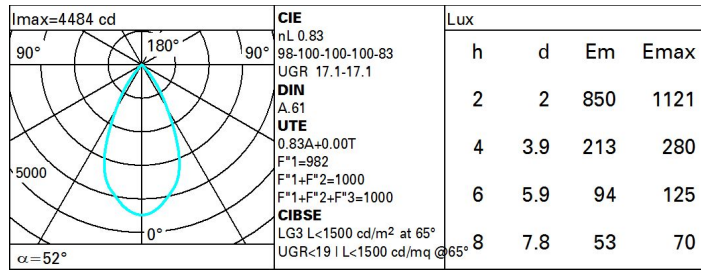 Imax=4484 cd
90°
180°
90°
5000
0°
α=52°
CIE
nL 0.83
98-100-100-100-83
UGR 17.1-17.1
DIN
A.61
UTE
0.83A+0.00T
F"1=982
F"1+F"2=1000
F"1+F"2+F"3=1000
CIBSE
LG3 L<1500 cd/m² at 65°
UGR<19 | L<1500 cd/mq @65°
Lux
h d Em Emax
2 2 850 1121
4 3.9 213 280
6 5.9 94 125
8 7.8 53 70